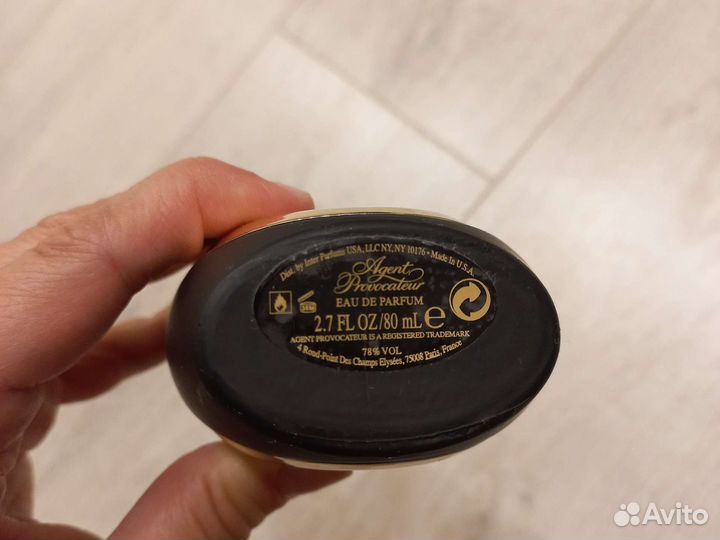 Dist. by Inter Parfums USA, LLC NY, NY 10176 • Made In U.S.A.
Agent
Provocateur
EAU DE PARFUM
2.7 FL OZ/80 mL e
AGENT PROVOCATEUR IS A REGISTERED TRADEMARK
78% VOL
4 Rond-Point Des Champs Elysées, 75008 Paris, France
Avito